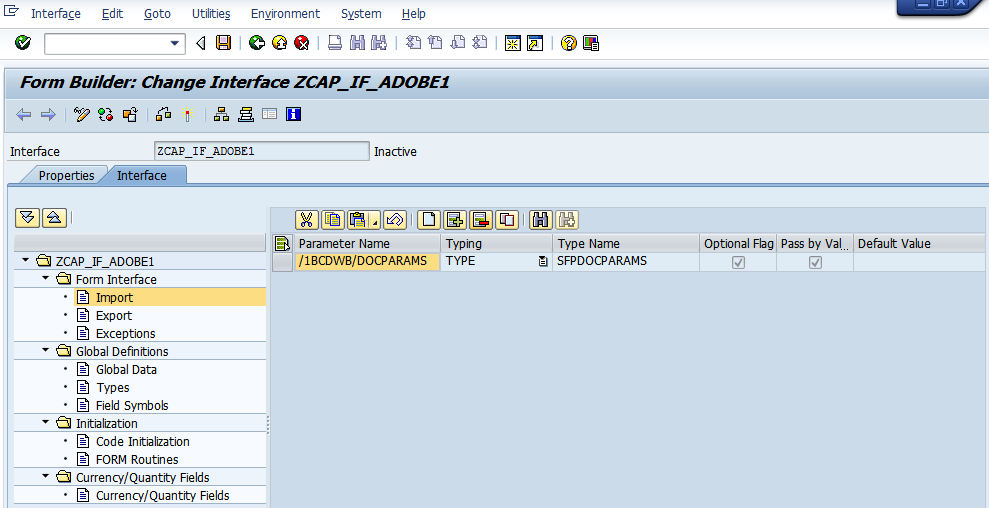 Interface Edit Goto Utilities Environment System Help
Form Builder: Change Interface ZCAP_IF_ADOBE1
Interface ZCAP_IF_ADOBE1 Inactive
Properties Interface
Parameter Name Typing Type Name Optional Flag Pass by Val... Default Value
/1BCDWB/DOCPARAMS TYPE SFPDOCPARAMS
ZCAP_IF_ADOBE1
Form Interface
Import
Export
Exceptions
Global Definitions
Global Data
Types
Field Symbols
Initialization
Code Initialization
FORM Routines
Currency/Quantity Fields
Currency/Quantity Fields